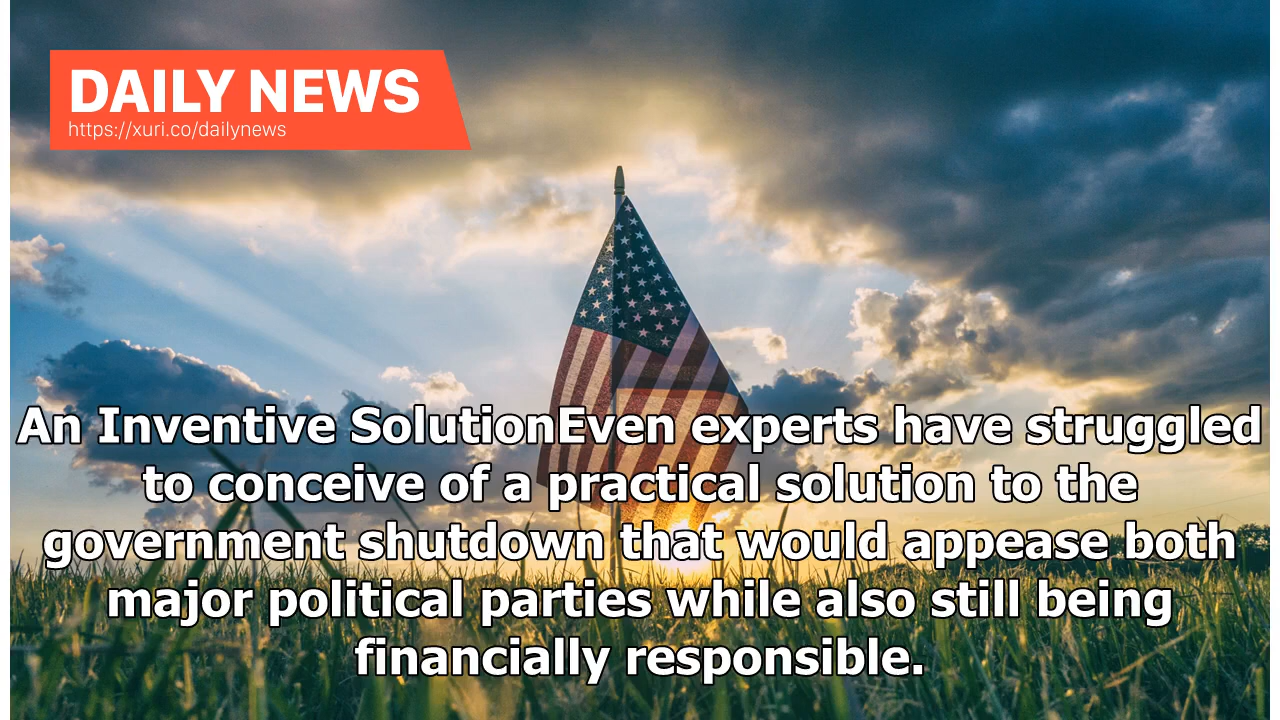 DAILY NEWS
https://xuri.co/dailynews
An Inventive SolutionEven experts have struggled
to conceive of a practical solution to the
government shutdown that would appease both
major political parties while also still being
financially responsible.